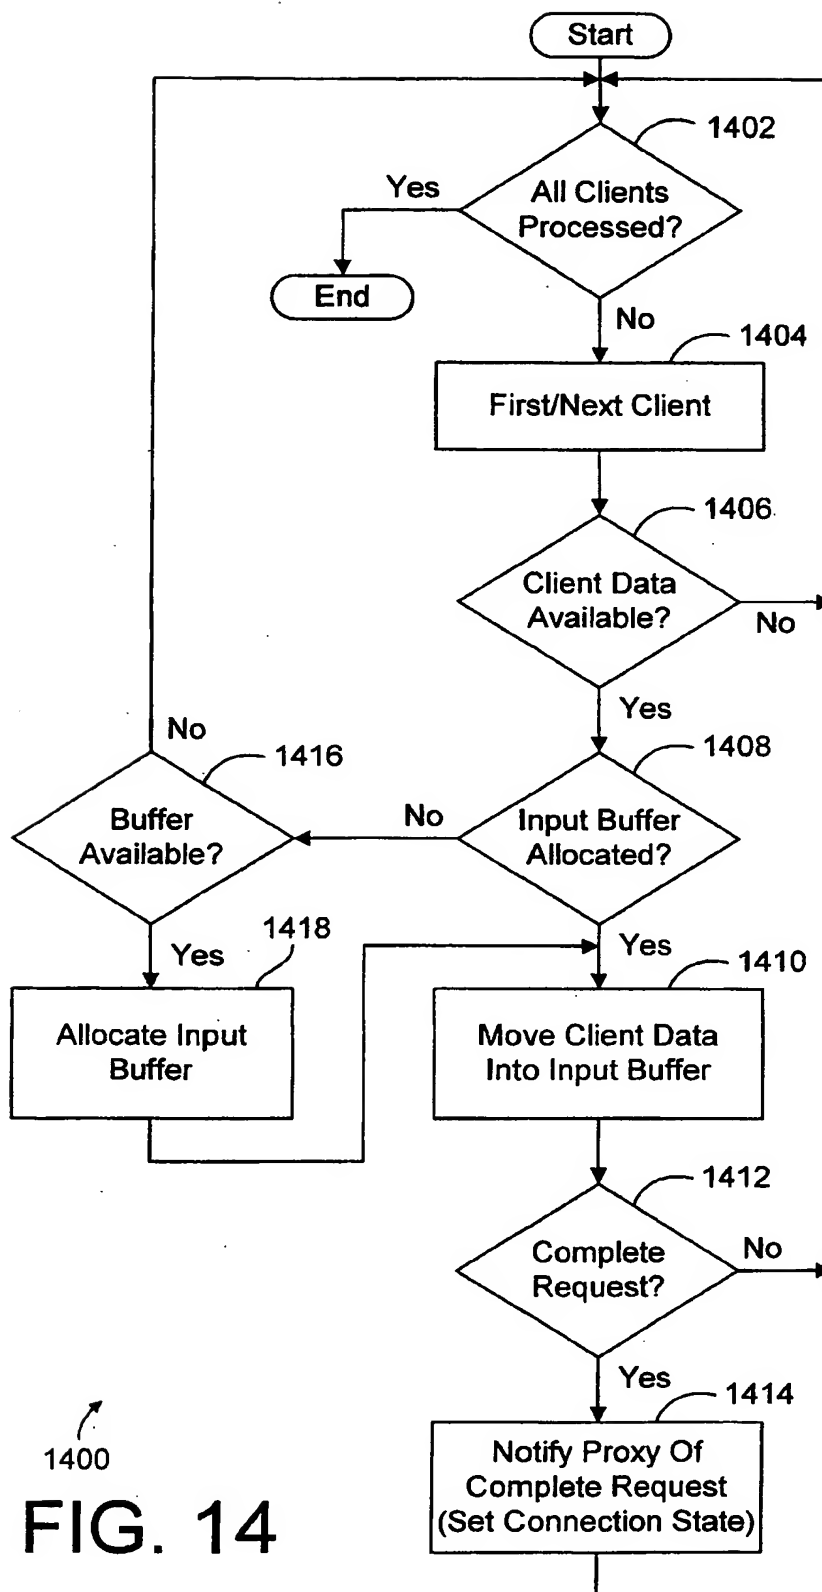 Start
1402
All Clients
Processed?
Yes
End
No
1404
First/Next Client
1406
Client Data
Available?
No
Yes
No
1416
1408
Buffer
Available?
No
Input Buffer
Allocated?
Yes
1418
Yes
1410
Allocate Input
Buffer
Move Client Data
Into Input Buffer
1412
Complete
Request?
No
Yes
1414
Notify Proxy Of
Complete Request
(Set Connection State)
1400
FIG. 14